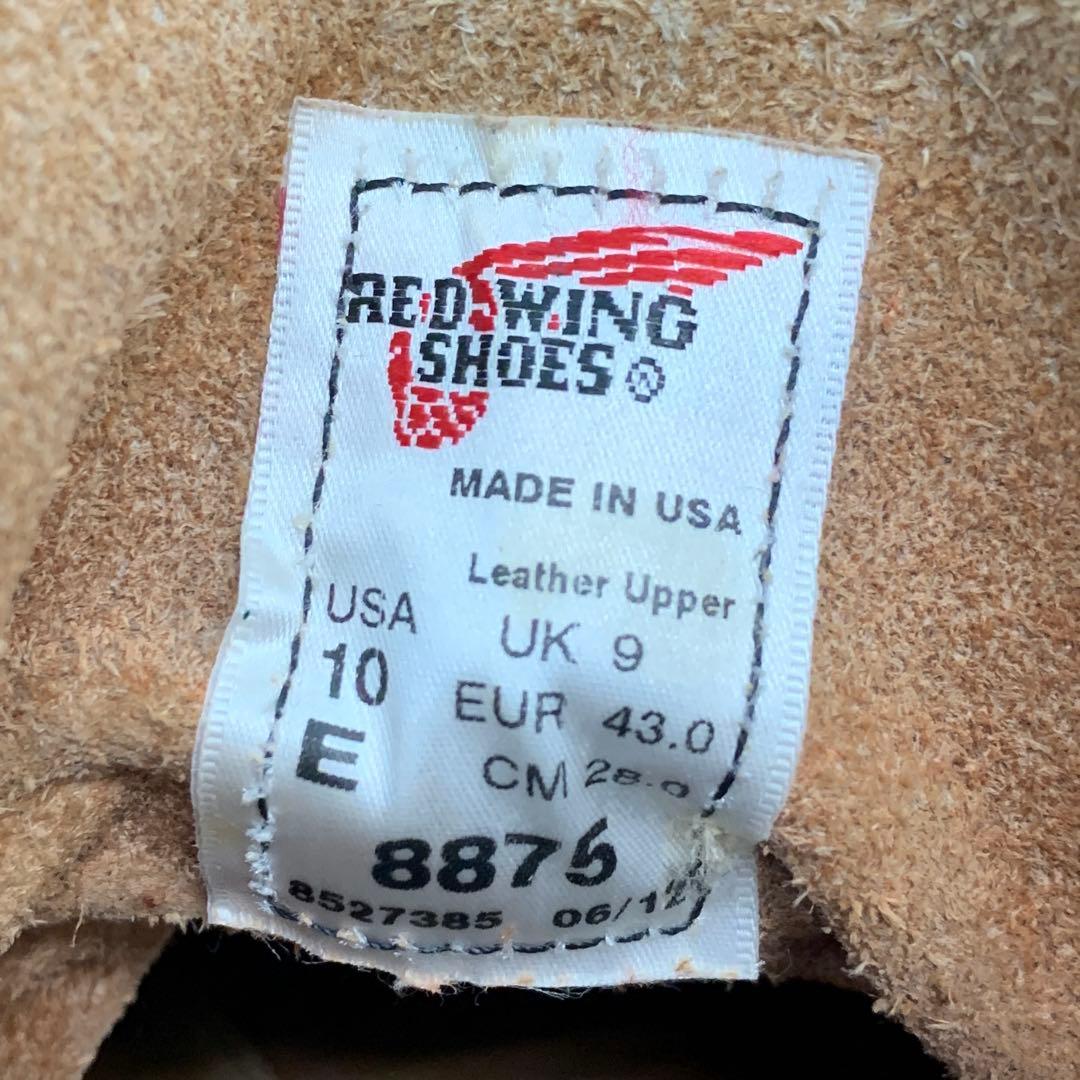 RED WING
SHOES®
MADE IN USA
Leather Upper
USA
10
E
UK 9
EUR 43.0
CM 28.0
8875
8527385 06/12